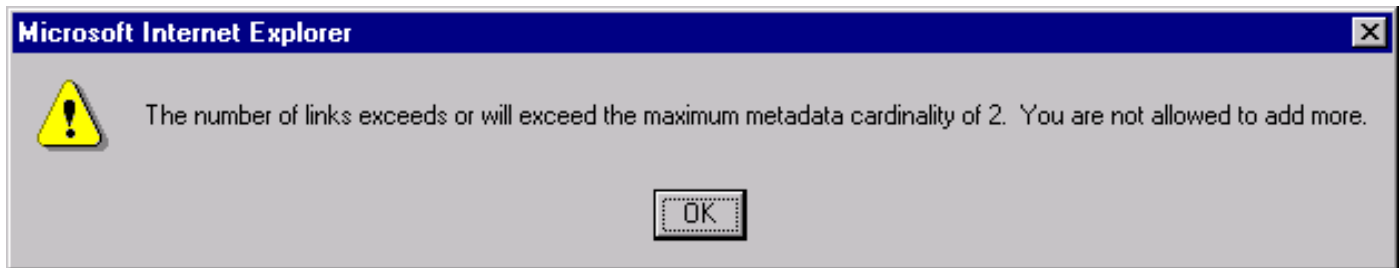 Microsoft Internet Explorer
The number of links exceeds or will exceed the maximum metadata cardinality of 2.  You are not allowed to add more.
OK